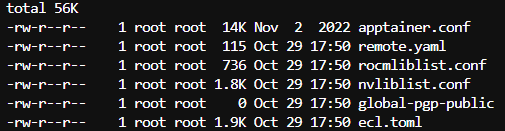 total 56K
-rw-r--r--    1 root root  14K Nov  2  2022 apptainer.conf
-rw-r--r--    1 root root  115 Oct 29 17:50 remote.yaml
-rw-r--r--    1 root root  736 Oct 29 17:50 rocmliblist.conf
-rw-r--r--    1 root root 1.8K Oct 29 17:50 nvliblist.conf
-rw-r--r--    1 root root    0 Oct 29 17:50 global-pgp-public
-rw-r--r--    1 root root 1.9K Oct 29 17:50 ecl.toml